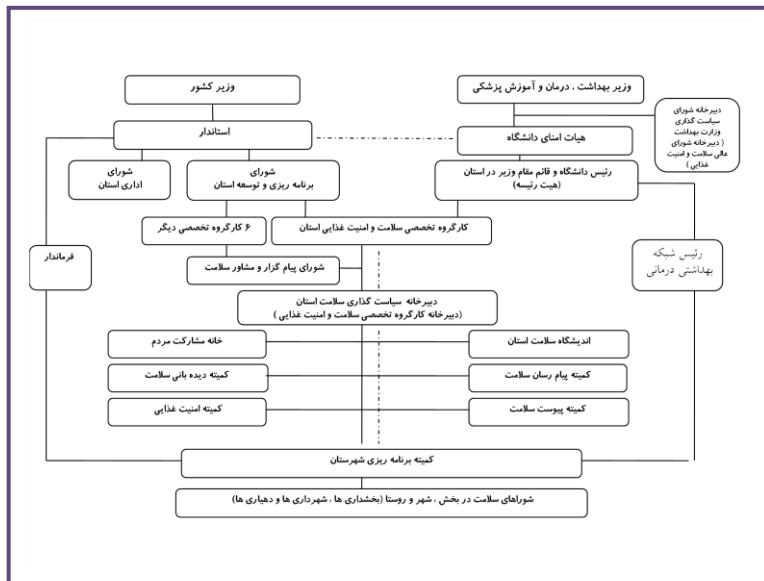 وزیر بهداشت ، درمان و آموزش پزشکی
وزیر کشور
دبیرخانه شورای
سیاست گذاری
وزارت بهداشت
( دبیرخانه شورای
عالی سلامت و امنیت
غذایی )
هیات امنای دانشگاه
استاندار
رئیس دانشگاه و قائم مقام وزیر در استان
(هیت رئیسه)
شورای
برنامه ریزی و توسعه استان
شورای
اداری استان
کارگروه تخصصی سلامت و امنیت غذایی استان
۶ کارگروه تخصصی دیگر
رئیس شبکه
بهداشتی درمانی
فرماندار
شورای پیام گزار و مشاور سلامت
دبیرخانه سیاست گذاری سلامت استان
(دبیرخانه کارگروه تخصصی سلامت و امنیت غذایی )
اندیشگاه سلامت استان
خانه مشارکت مردم
کمیته پیام رسان سلامت
کمیته دیده بانی سلامت
کمیته پیوست سلامت
کمیته امنیت غذایی
کمیته برنامه ریزی شهرستان
شوراهای سلامت در بخش ، شهر و روستا (بخشداری ها ، شهرداری ها و دهیاری ها)